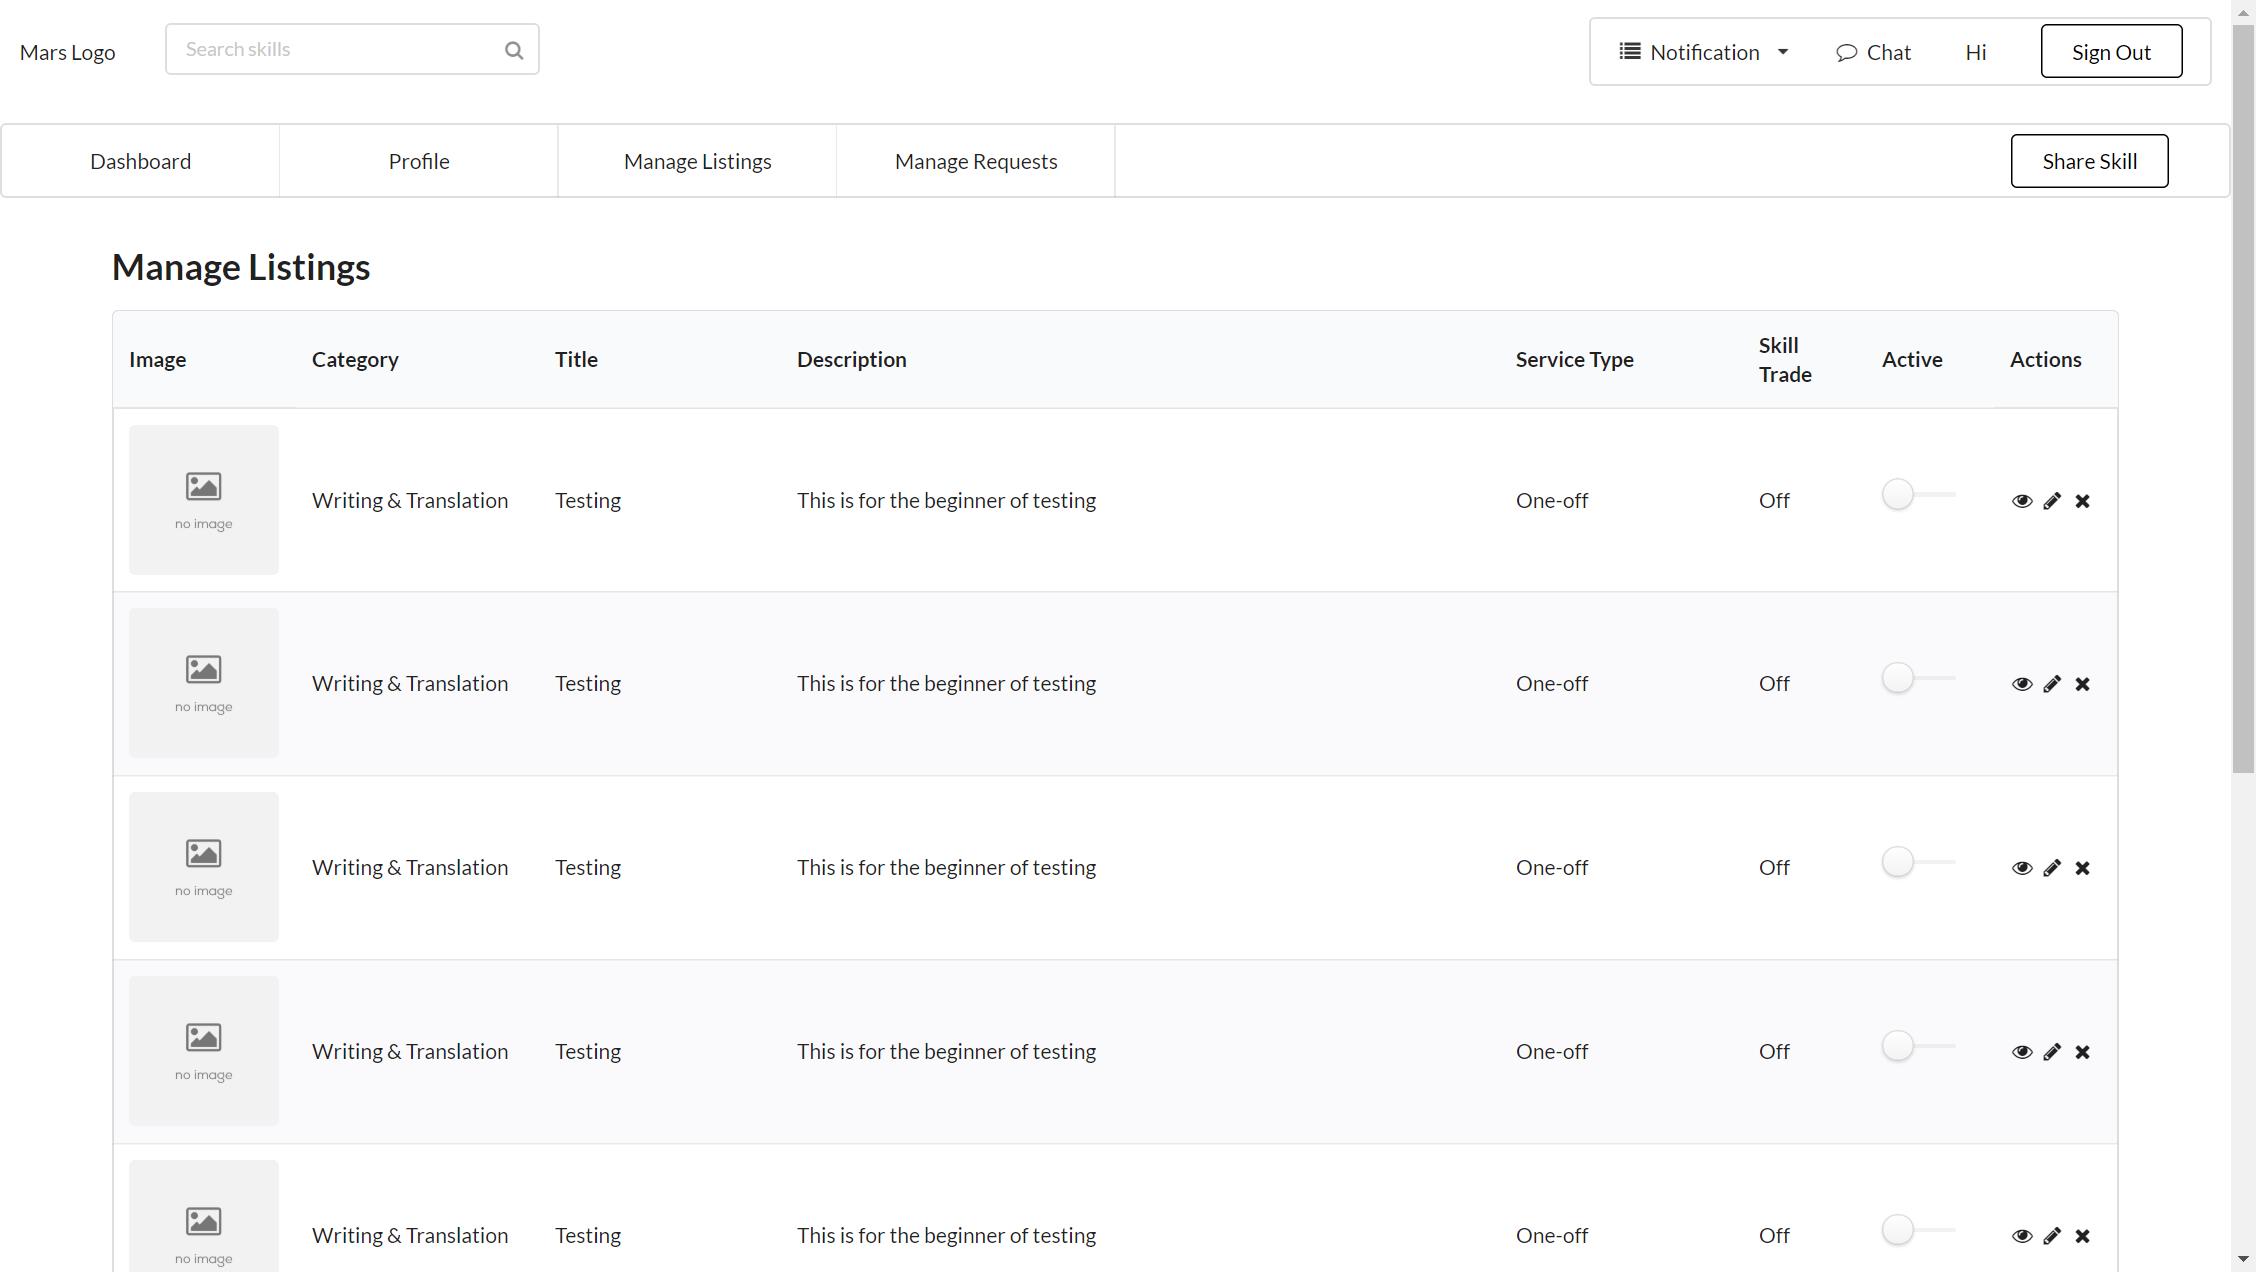 Mars Logo
Search skills
Notification
Chat
Hi
Sign Out
Dashboard
Profile
Manage Listings
Manage Requests
Share Skill
Manage Listings
Image
Category
Title
Description
Service Type
Skill
Trade
Active
Actions
no image
Writing & Translation
Testing
This is for the beginner of testing
One-off
Off
no image
Writing & Translation
Testing
This is for the beginner of testing
One-off
Off
no image
Writing & Translation
Testing
This is for the beginner of testing
One-off
Off
no image
Writing & Translation
Testing
This is for the beginner of testing
One-off
Off
no image
Writing & Translation
Testing
This is for the beginner of testing
One-off
Off